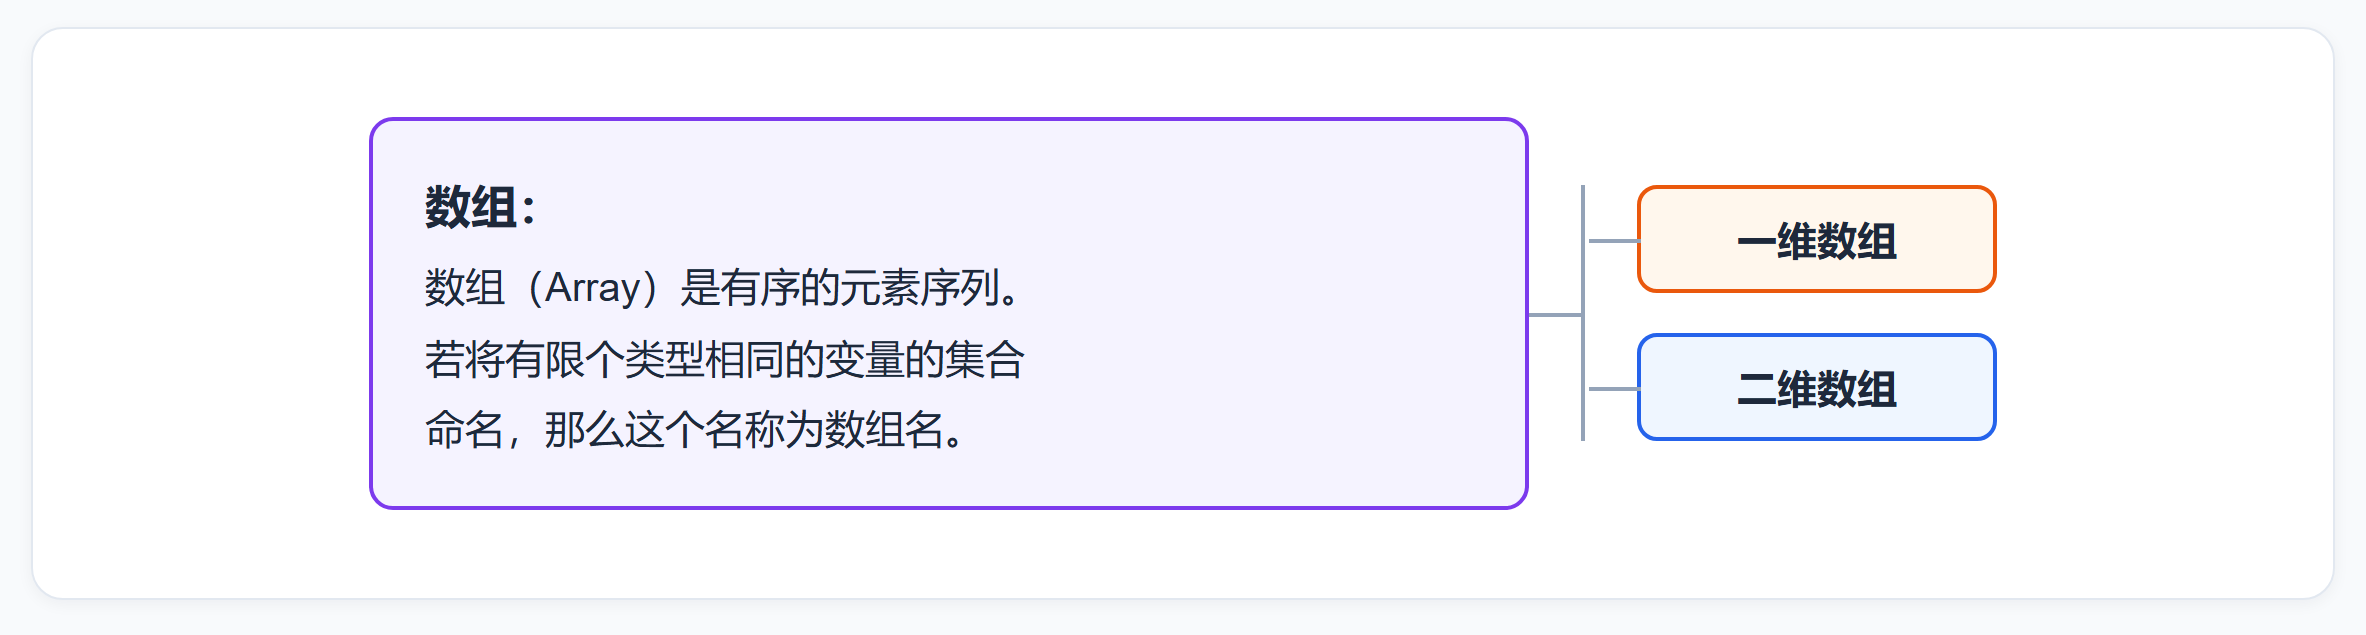 数组：
数组（Array）是有序的元素序列。
若将有限个类型相同的变量的集合
命名，那么这个名称为数组名。
一维数组
二维数组